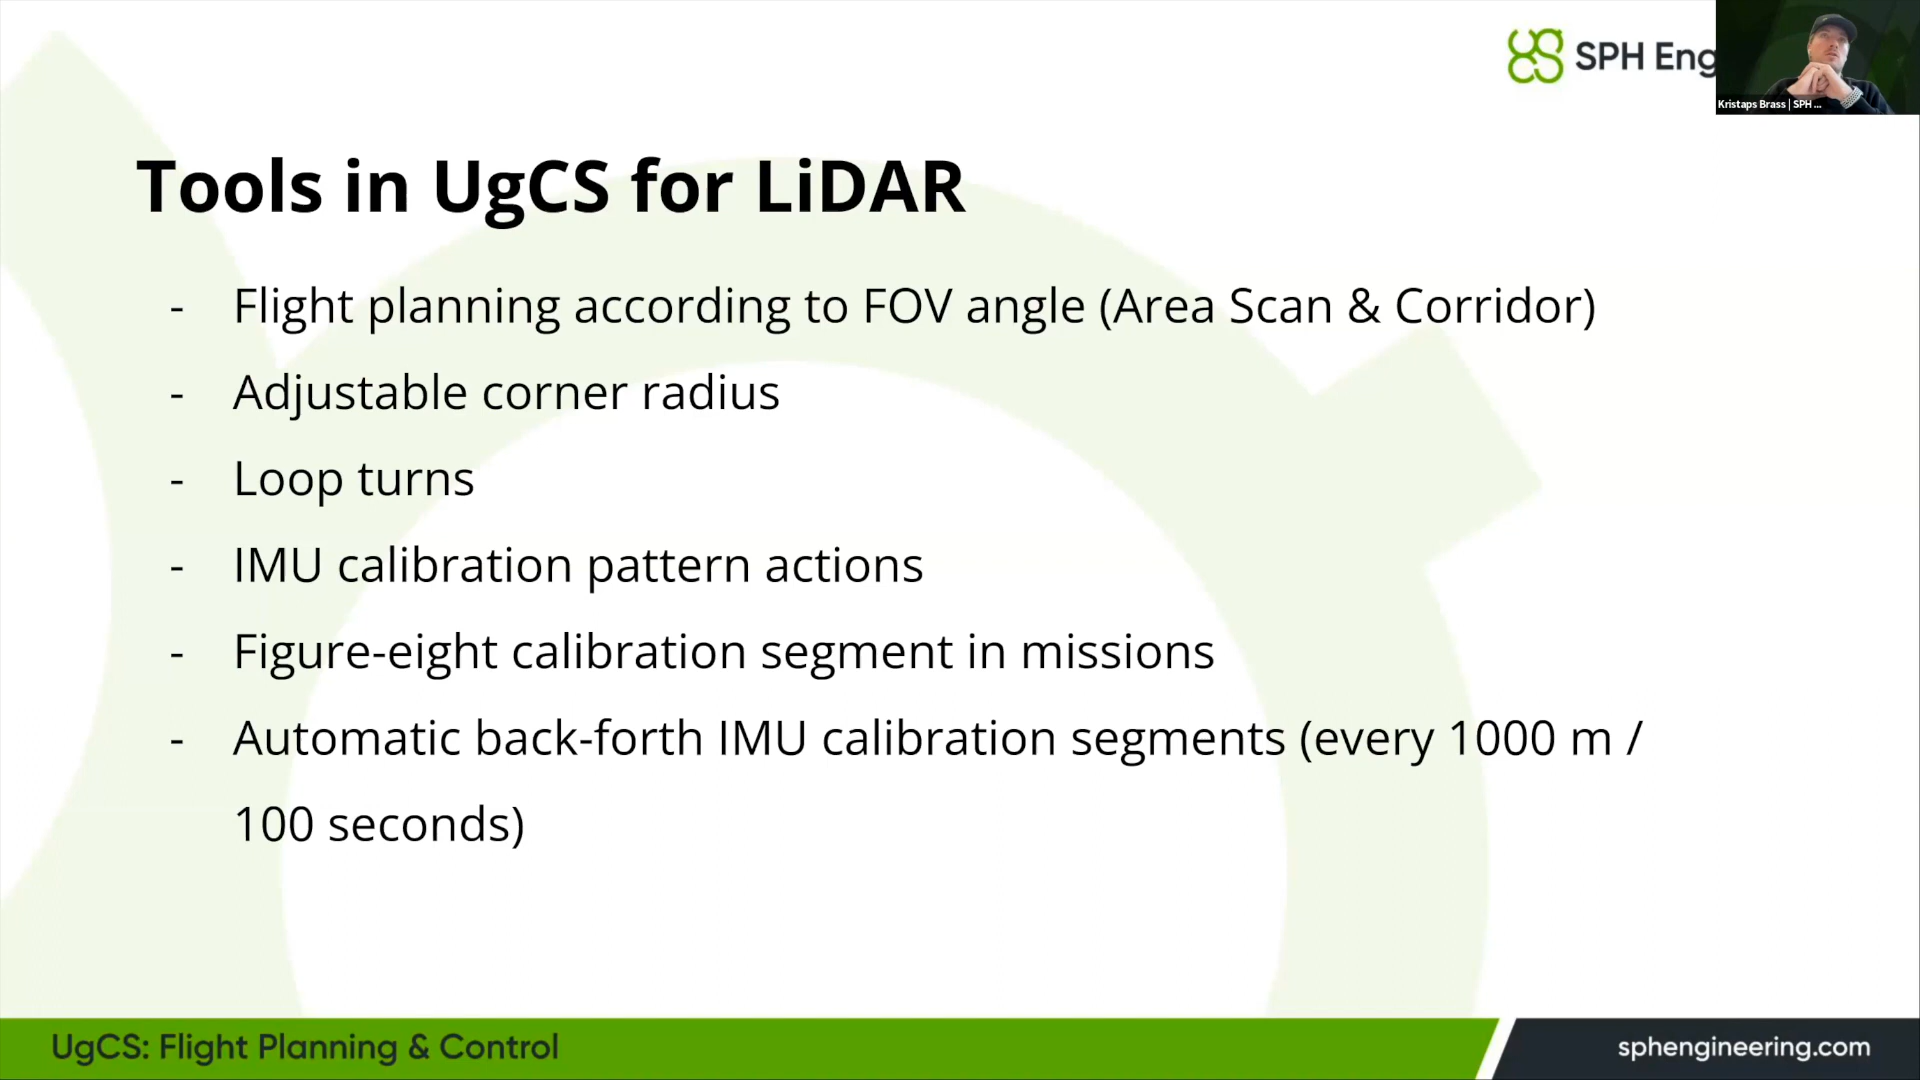 SPH Eng
Kristaps Brass | SPH ...
Tools in UgCS for LiDAR
- Flight planning according to FOV angle (Area Scan & Corridor)
- Adjustable corner radius
- Loop turns
- IMU calibration pattern actions
- Figure-eight calibration segment in missions
- Automatic back-forth IMU calibration segments (every 1000 m /
100 seconds)
UgCS: Flight Planning & Control
sphengineering.com